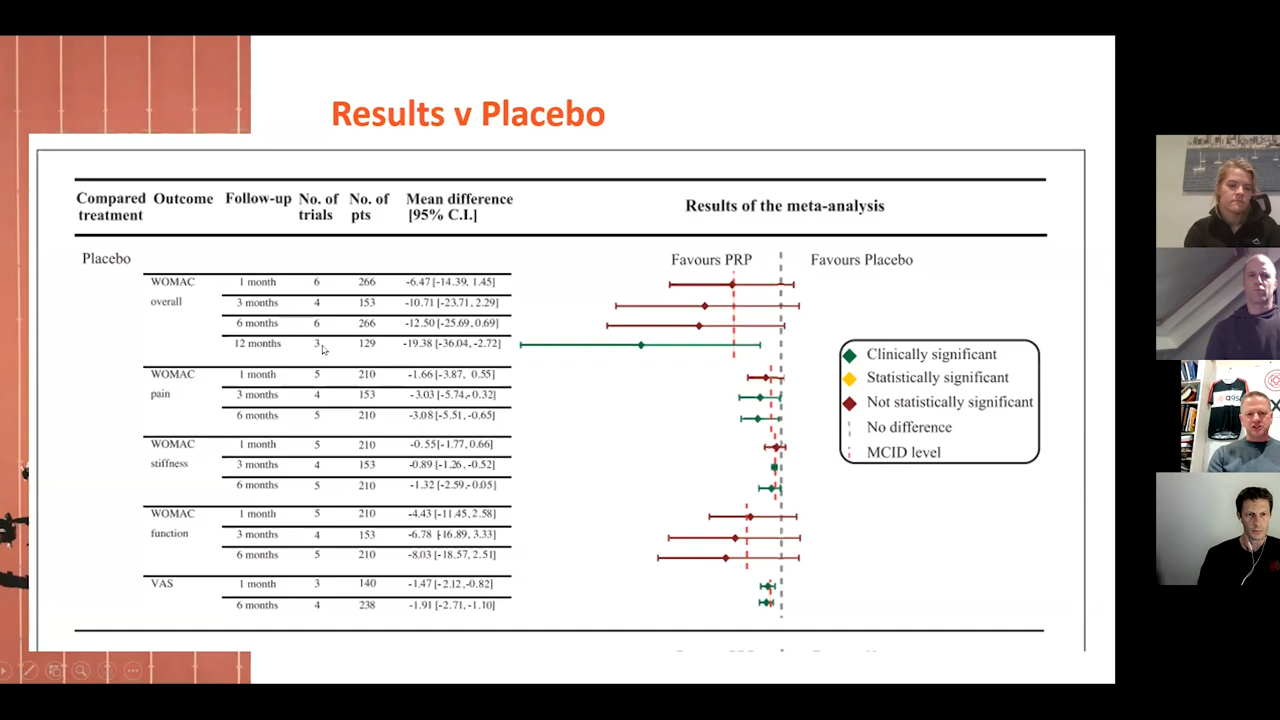 Results v Placebo
Compared treatment Outcome Follow-up No. of trials No. of pts Mean difference [95% C.I.] Results of the meta-analysis
Placebo Favours PRP Favours Placebo
WOMAC overall 1 month 6 266 -6.47 [-14.39, 1.45]
3 months 4 153 -10.71 [-23.71, 2.29]
6 months 6 266 -12.50 [-25.69, 0.69]
12 months 3 129 -19.38 [-36.04, -2.72]
WOMAC pain 1 month 5 210 -1.66 [-3.87, 0.55]
3 months 4 153 -3.03 [-5.74,-0.32]
6 months 5 210 -3.08 [-5.51, -0.65]
WOMAC stiffness 1 month 5 210 -0.55[-1.77, 0.66]
3 months 4 153 -0.89 [-1.26, -0.52]
6 months 5 210 -1.32 [-2.59,-0.05]
WOMAC function 1 month 5 210 -4.43 [-11.45, 2.58]
3 months 4 153 -6.78 [-16.89, 3.33]
6 months 5 210 -8.03 [-18.57, 2.51]
VAS 1 month 3 140 -1.47 [-2.12,-0.82]
6 months 4 238 -1.91 [-2.71, -1.10]
Clinically significant
Statistically significant
Not statistically significant
No difference
MCID level